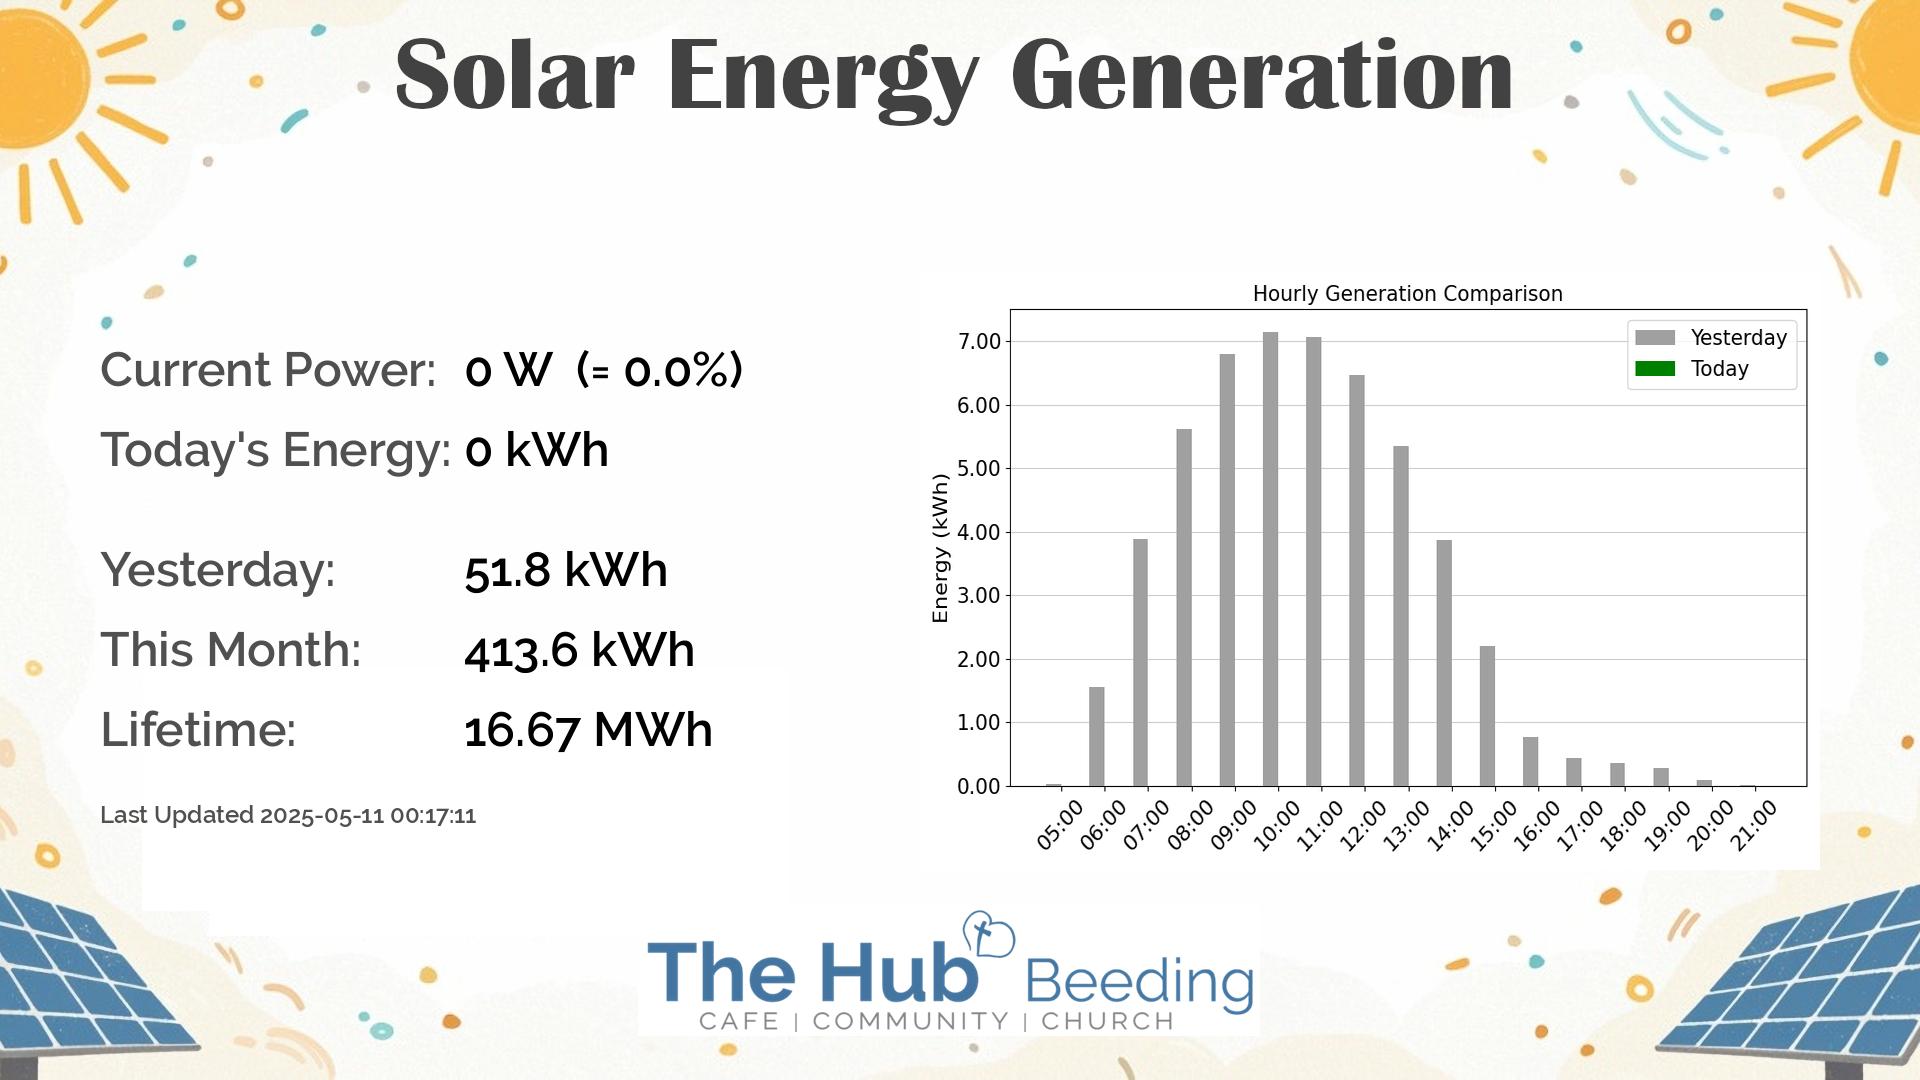 Solar Energy Generation
Current Power: 0 W (= 0.0%)
Today's Energy: 0 kWh
Yesterday: 51.8 kWh
This Month: 413.6 kWh
Lifetime: 16.67 MWh
Last Updated 2025-05-11 00:17:11
Hourly Generation Comparison
Yesterday
Today
Energy (kWh)
7.00
6.00
5.00
4.00
3.00
2.00
1.00
0.00
05:00 06:00 07:00 08:00 09:00 10:00 11:00 12:00 13:00 14:00 15:00 16:00 17:00 18:00 19:00 20:00 21:00
The Hub Beeding
CAFE | COMMUNITY | CHURCH